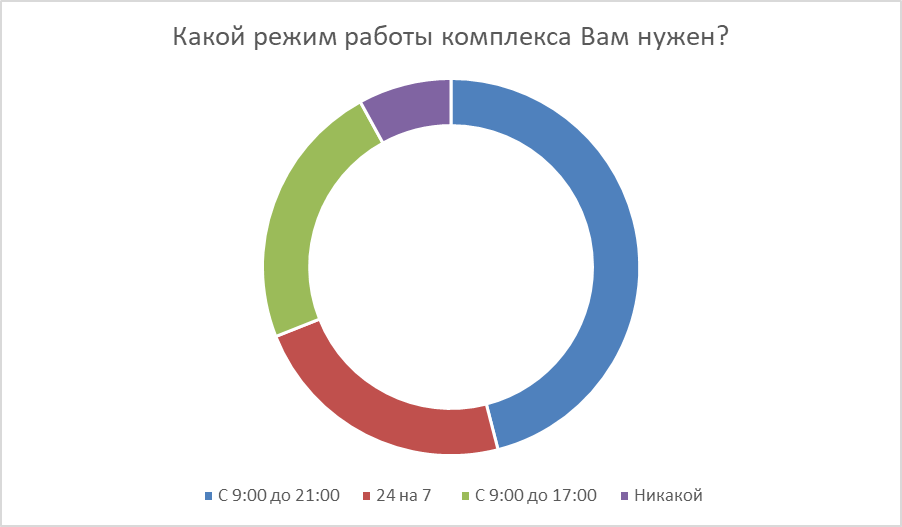 Какой режим работы комплекса Вам нужен?
С 9:00 до 21:00 24 на 7 С 9:00 до 17:00 Никакой